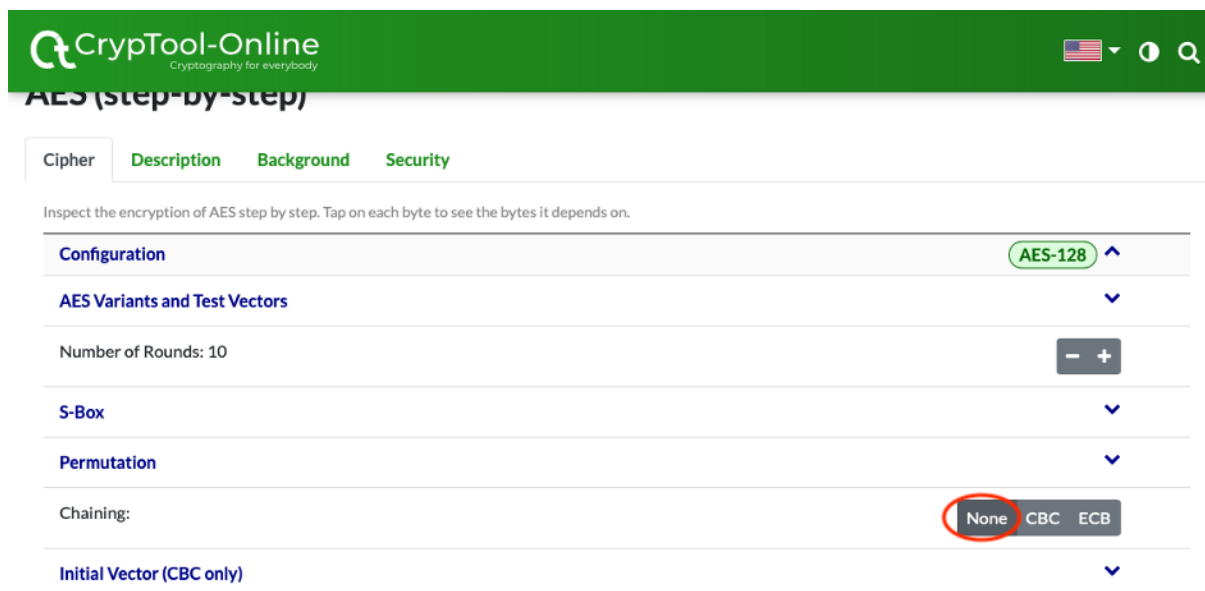 CrypTool-Online
Cryptography for everybody
AES (step-by-step)
Cipher Description Background Security
Inspect the encryption of AES step by step. Tap on each byte to see the bytes it depends on.
Configuration AES-128
AES Variants and Test Vectors
Number of Rounds: 10 − +
S-Box
Permutation
Chaining: None CBC ECB
Initial Vector (CBC only)